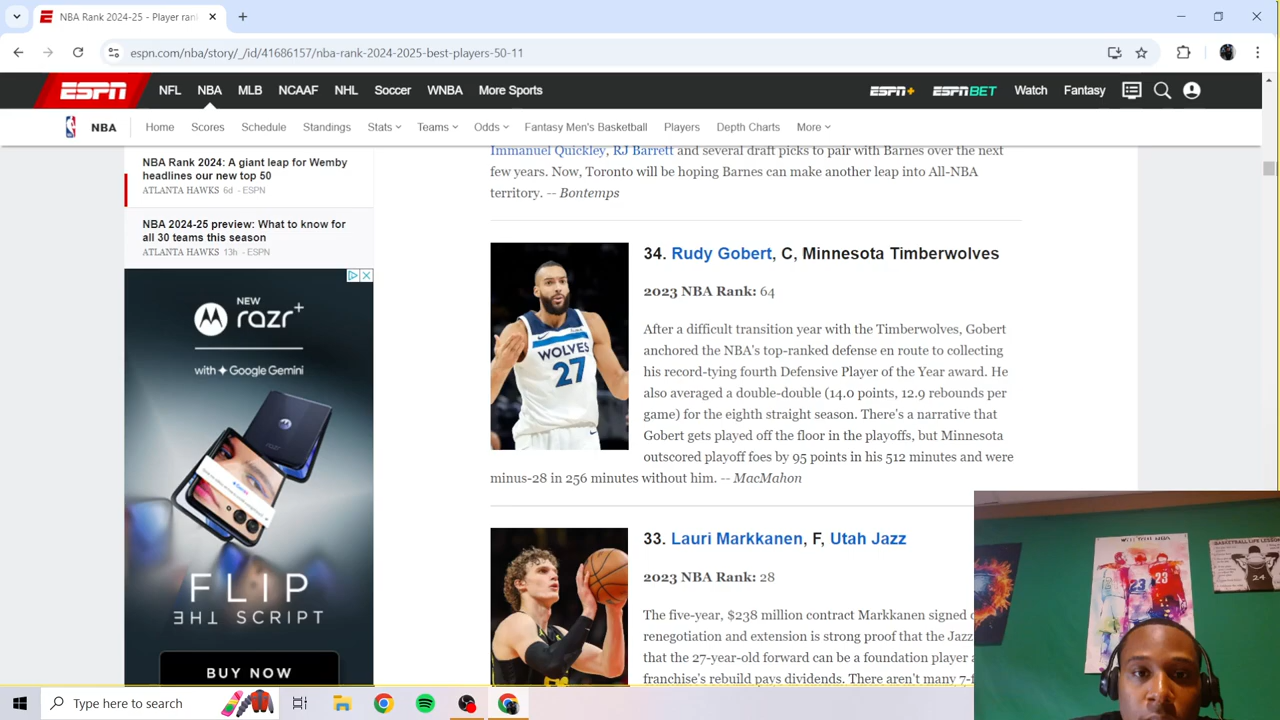 NBA Rank 2024-25 - Player ran
espn.com/nba/story/_/id/41686157/nba-rank-2024-2025-best-players-50-11
ESPN NFL NBA MLB NCAAF NHL Soccer WNBA More Sports ESPN+ ESPN BET Watch Fantasy
NBA Home Scores Schedule Standings Stats Teams Odds Fantasy Men's Basketball Players Depth Charts More
NBA Rank 2024: A giant leap for Wemby
headlines our new top 50
ATLANTA HAWKS 6d - ESPN
NBA 2024-25 preview: What to know for
all 30 teams this season
ATLANTA HAWKS 13h - ESPN
NEW
razr+
with Google Gemini
FLIP
THE SCRIPT
BUY NOW
Immanuel Quickley, RJ Barrett and several draft picks to pair with Barnes over the next
few years. Now, Toronto will be hoping Barnes can make another leap into All-NBA
territory. -- Bontemps
34. Rudy Gobert, C, Minnesota Timberwolves
2023 NBA Rank: 64
After a difficult transition year with the Timberwolves, Gobert
anchored the NBA's top-ranked defense en route to collecting
his record-tying fourth Defensive Player of the Year award. He
also averaged a double-double (14.0 points, 12.9 rebounds per
game) for the eighth straight season. There's a narrative that
Gobert gets played off the floor in the playoffs, but Minnesota
outscored playoff foes by 95 points in his 512 minutes and were
minus-28 in 256 minutes without him. -- MacMahon
WOLVES
27
33. Lauri Markkanen, F, Utah Jazz
2023 NBA Rank: 28
The five-year, $238 million contract Markkanen signed
renegotiation and extension is strong proof that the Jazz
that the 27-year-old forward can be a foundation player
franchise's rebuild pays dividends. There aren't many 7-
23
23
24
Type here to search